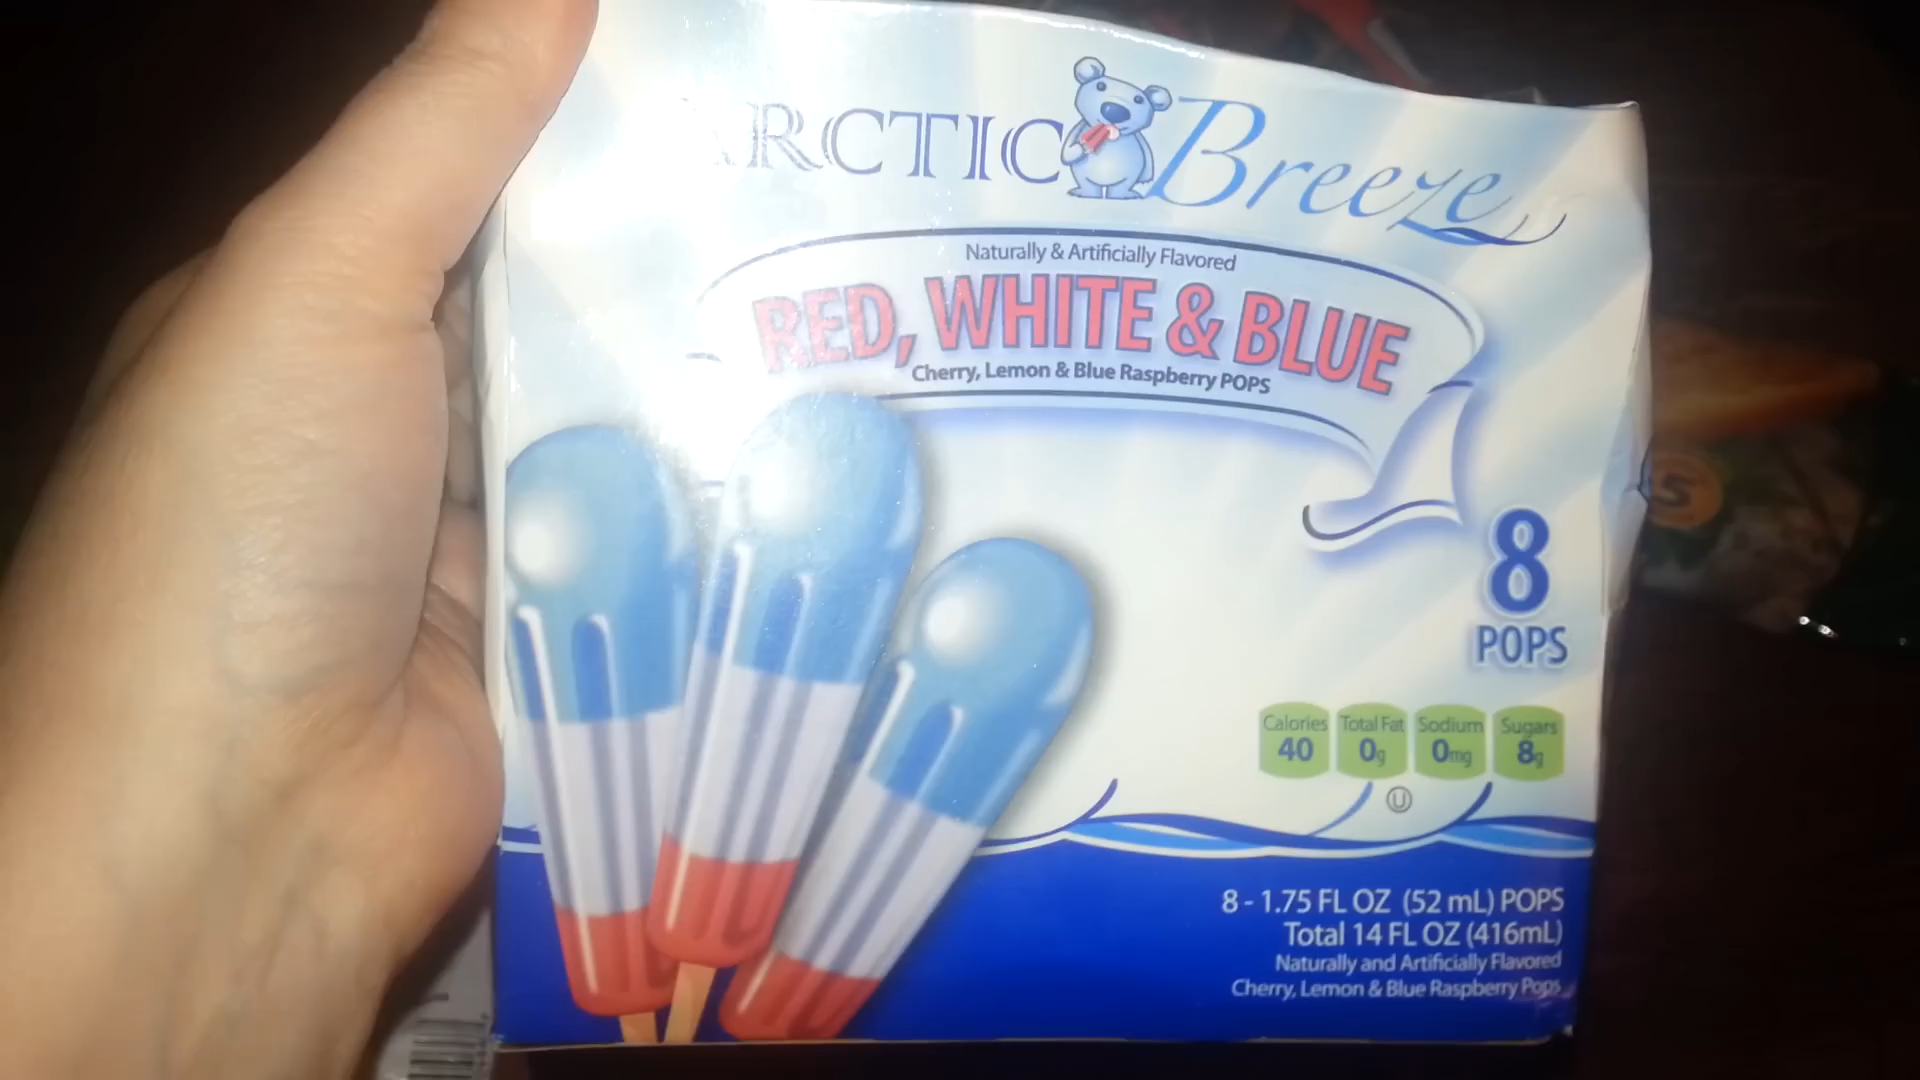 ARCTIC Breeze
Naturally & Artificially Flavored
RED, WHITE & BLUE
Cherry, Lemon & Blue Raspberry POPS
8
POPS
Calories Total Fat Sodium Sugars
40 0g 0mg 8g
U
8 - 1.75 FL OZ (52 mL) POPS
Total 14 FL OZ (416mL)
Naturally and Artificially Flavored
Cherry, Lemon & Blue Raspberry Pops
S